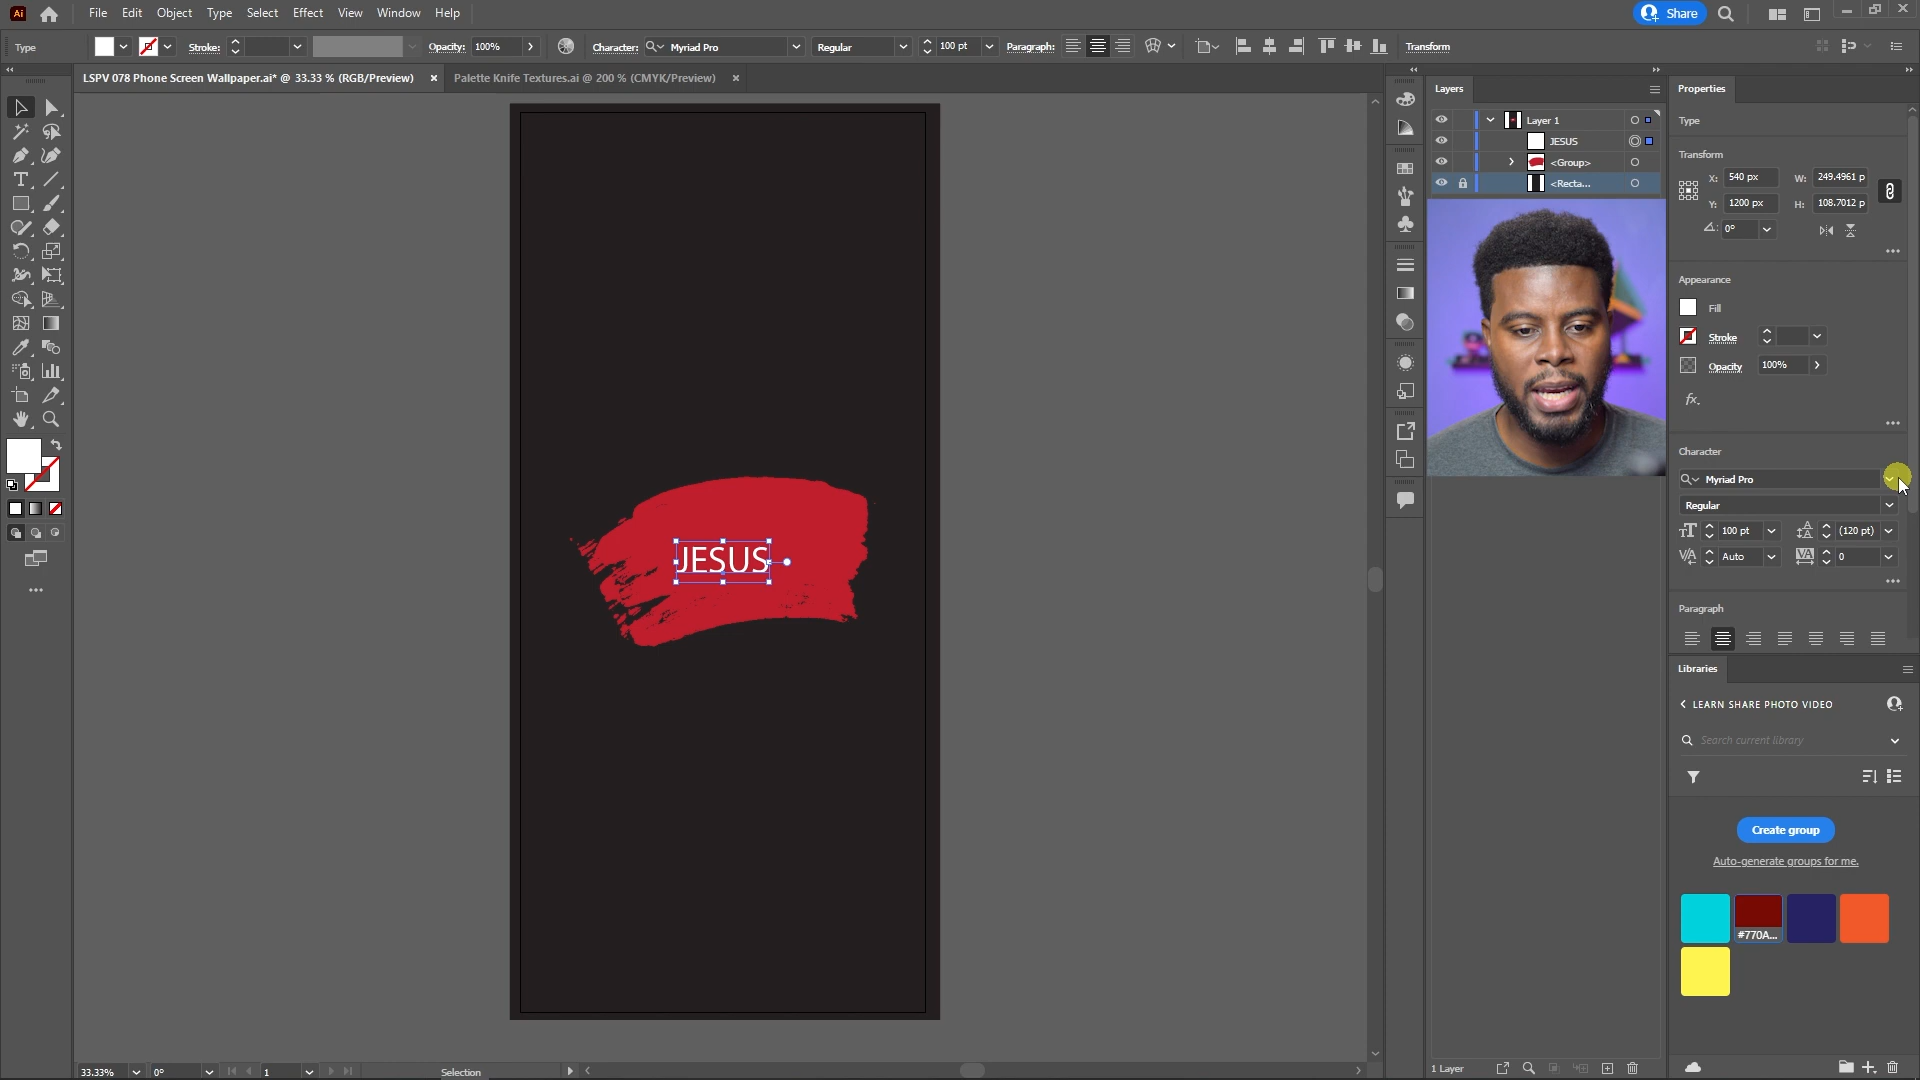 Ai File Edit Object Type Select Effect View Window Help Share
Type Stroke: Opacity: 100% Character: Myriad Pro Regular 100 pt Paragraph: Transform
LSPV 078 Phone Screen Wallpaper.ai* @ 33.33 % (RGB/Preview) × Palette Knife Textures.ai @ 200 % (CMYK/Preview) ×
JESUS
Layers
Layer 1
JESUS
<Group>
<Recta...
Properties
Type
Transform
X: 540 px W: 249.4961 p
Y: 1200 px H: 108.7012 p
0°
Appearance
Fill
Stroke
Opacity 100%
fx.
Character
Myriad Pro
Regular
100 pt (120 pt)
Auto 0
Paragraph
Libraries
LEARN SHARE PHOTO VIDEO
Search current library
Create group
Auto-generate groups for me.
#770A...
33.33% 0° 1 Selection
1 Layer